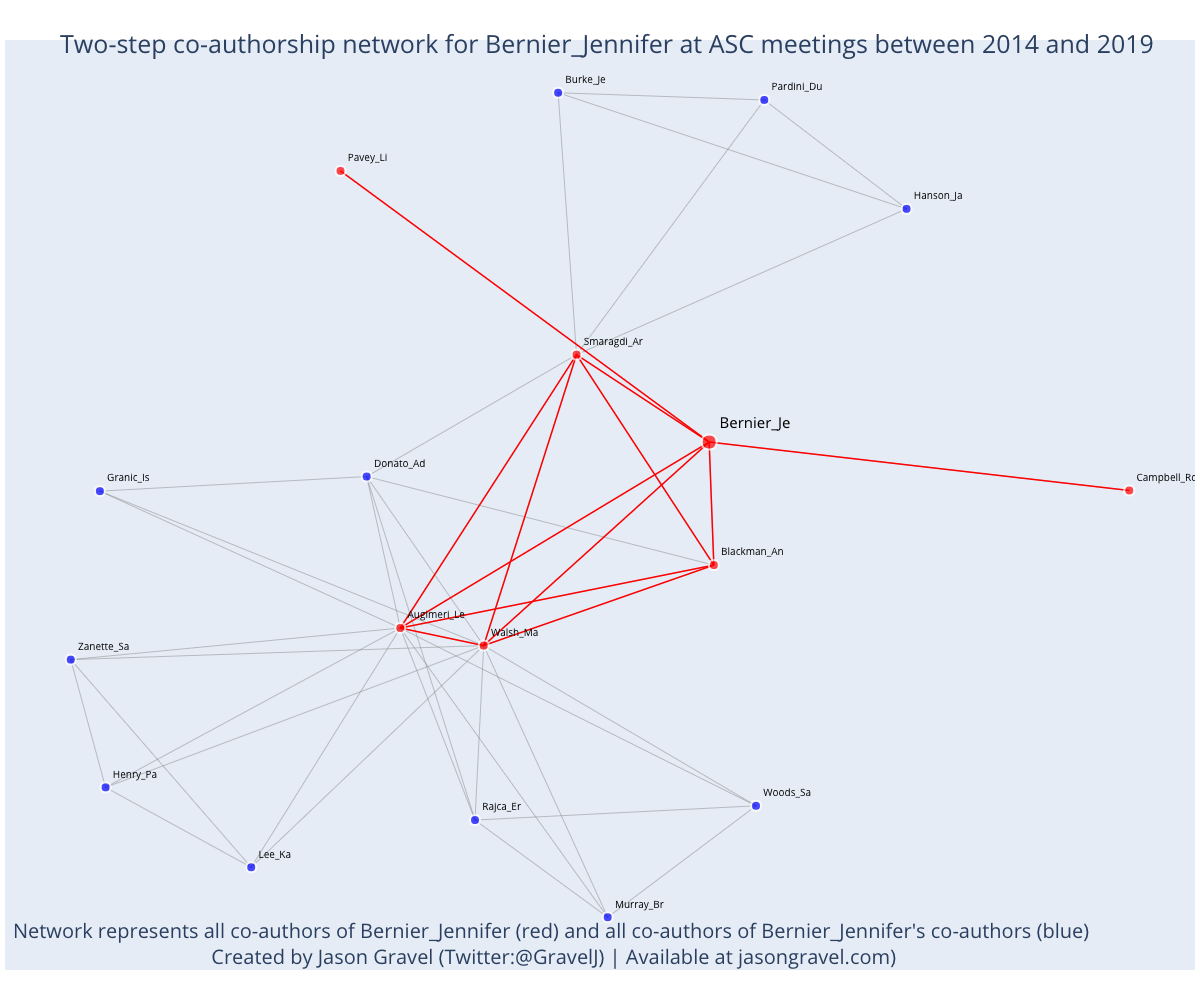 Two-step co-authorship network for Bernier_Jennifer at ASC meetings between 2014 and 2019
Burke_Je
Pardini_Du
Pavey_Li
Hanson_Ja
Smaragdi_Ar
Bernier_Je
Donato_Ad
Granic_Is
Campbell_Ro
Blackman_An
Augimeri_Le
Walsh_Ma
Zanette_Sa
Henry_Pa
Woods_Sa
Rajca_Er
Lee_Ka
Murray_Br
Network represents all co-authors of Bernier_Jennifer (red) and all co-authors of Bernier_Jennifer's co-authors (blue)
Created by Jason Gravel (Twitter:@GravelJ) | Available at jasongravel.com)